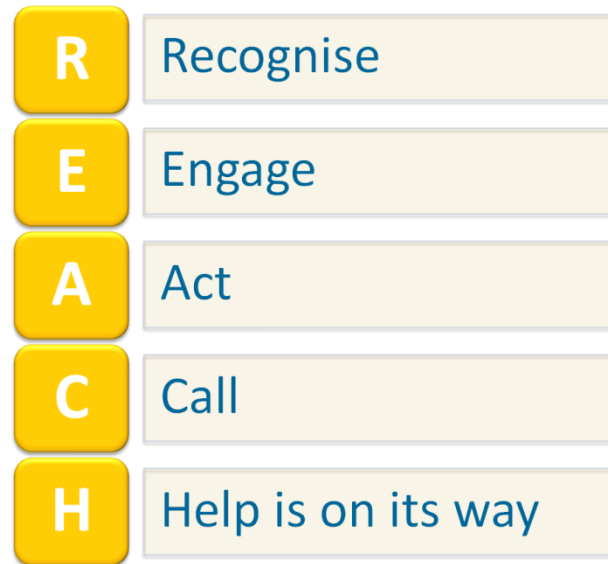 R Recognise
E Engage
A Act
C Call
H Help is on its way